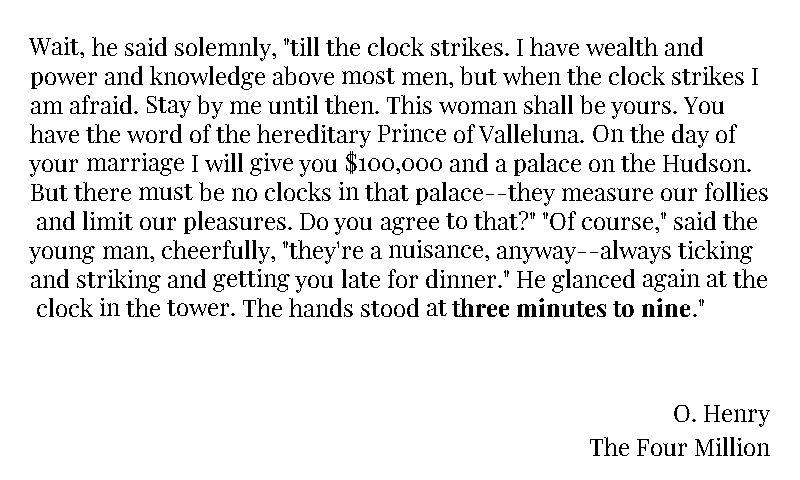 Wait, he said solemnly, "till the clock strikes. I have wealth and
power and knowledge above most men, but when the clock strikes I
am afraid. Stay by me until then. This woman shall be yours. You
have the word of the hereditary Prince of Valleluna. On the day of
your marriage I will give you $100,000 and a palace on the Hudson.
But there must be no clocks in that palace--they measure our follies
and limit our pleasures. Do you agree to that?" "Of course," said the
young man, cheerfully, "they're a nuisance, anyway--always ticking
and striking and getting you late for dinner." He glanced again at the
clock in the tower. The hands stood at three minutes to nine."
O. Henry
The Four Million